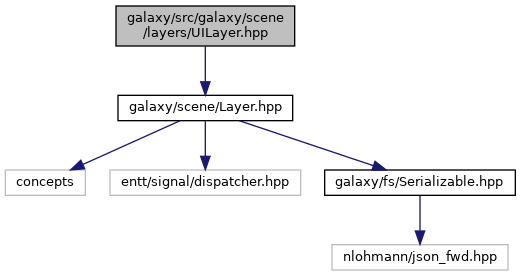 galaxy/src/galaxy/scene
/layers/UILayer.hpp
galaxy/scene/Layer.hpp
concepts
entt/signal/dispatcher.hpp
galaxy/fs/Serializable.hpp
nlohmann/json_fwd.hpp